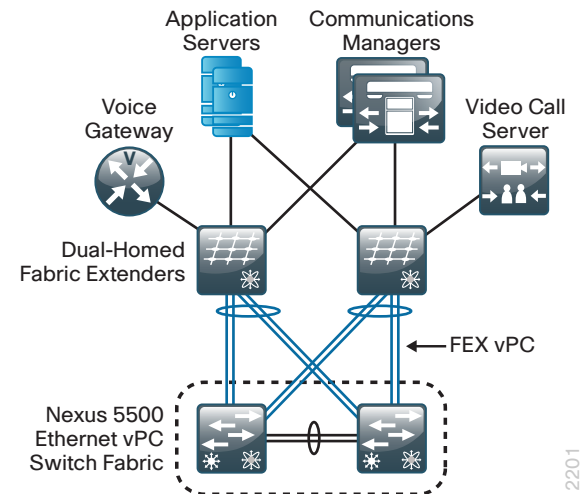 Application
Servers
Communications
Managers
Voice
Gateway
V
Video Call
Server
Dual-Homed
Fabric Extenders
FEX vPC
Nexus 5500
Ethernet vPC
Switch Fabric
2201